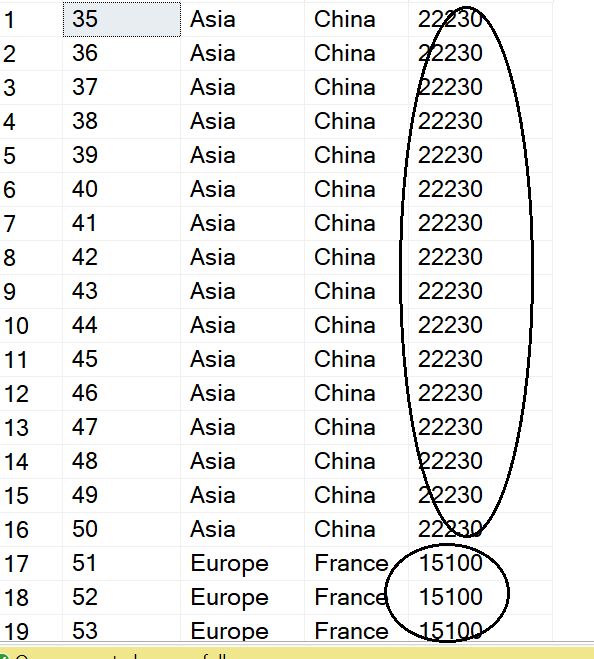 1 35 Asia China 22230
2 36 Asia China 22230
3 37 Asia China 22230
4 38 Asia China 22230
5 39 Asia China 22230
6 40 Asia China 22230
7 41 Asia China 22230
8 42 Asia China 22230
9 43 Asia China 22230
10 44 Asia China 22230
11 45 Asia China 22230
12 46 Asia China 22230
13 47 Asia China 22230
14 48 Asia China 22230
15 49 Asia China 22230
16 50 Asia China 22230
17 51 Europe France 15100
18 52 Europe France 15100
19 53 Europe France 15100